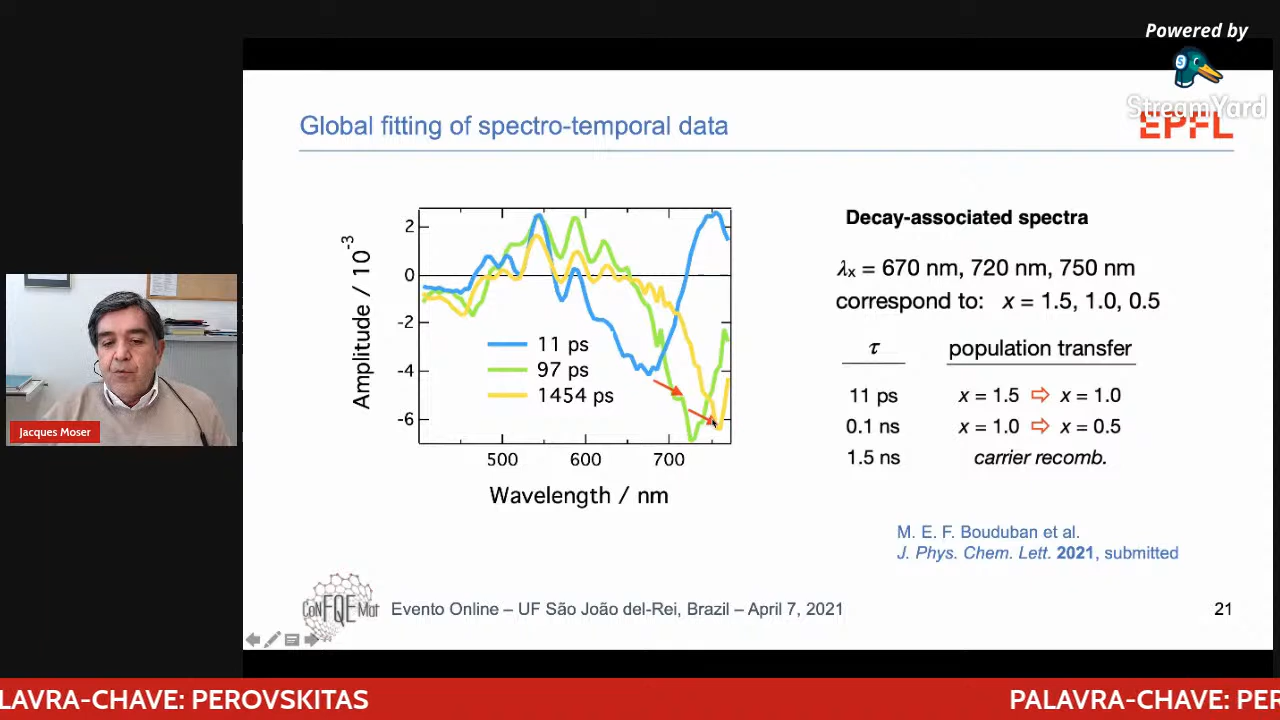 Powered by
StreamYard
Global fitting of spectro-temporal data
EPFL
Amplitude / 10⁻³
2
0
-2
-4
-6
11 ps
97 ps
1454 ps
500
600
700
Wavelength / nm
Decay-associated spectra
λx = 670 nm, 720 nm, 750 nm
correspond to: x = 1.5, 1.0, 0.5
τ population transfer
11 ps x = 1.5 ⇨ x = 1.0
0.1 ns x = 1.0 ⇨ x = 0.5
1.5 ns carrier recomb.
M. E. F. Bouduban et al.
J. Phys. Chem. Lett. 2021, submitted
Jacques Moser
CoNFQEMat
Evento Online – UF São João del-Rei, Brazil – April 7, 2021
21
LAVRA-CHAVE: PEROVSKITAS PALAVRA-CHAVE: PER